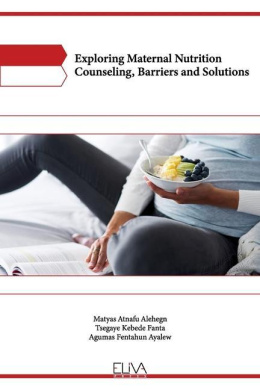 Exploring Maternal Nutrition
Counseling, Barriers and Solutions
Matyas Atnafu Alehegn
Tsegaye Kebede Fanta
Agumas Fentahun Ayalew
ELIVA
PRESS